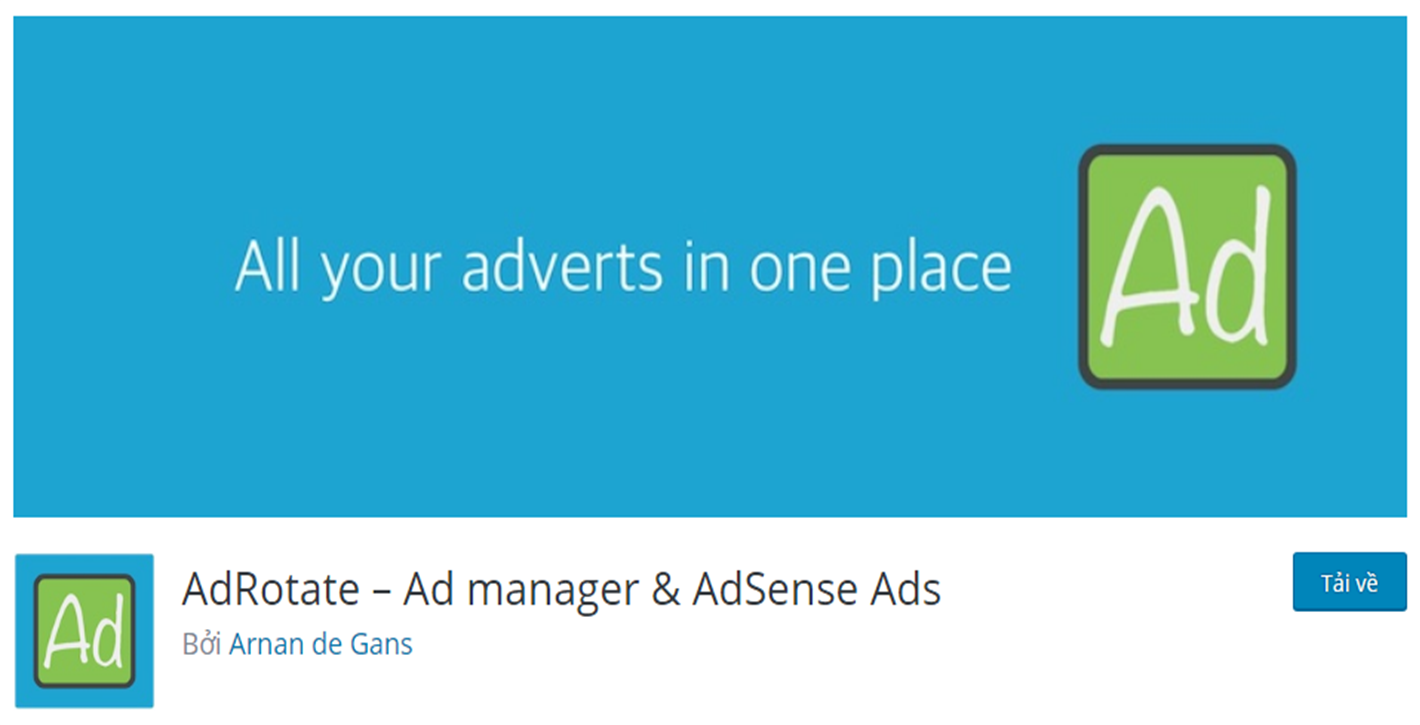 All your adverts in one place
Ad
Ad
AdRotate – Ad manager & AdSense Ads
Bởi Arnan de Gans
Tải về